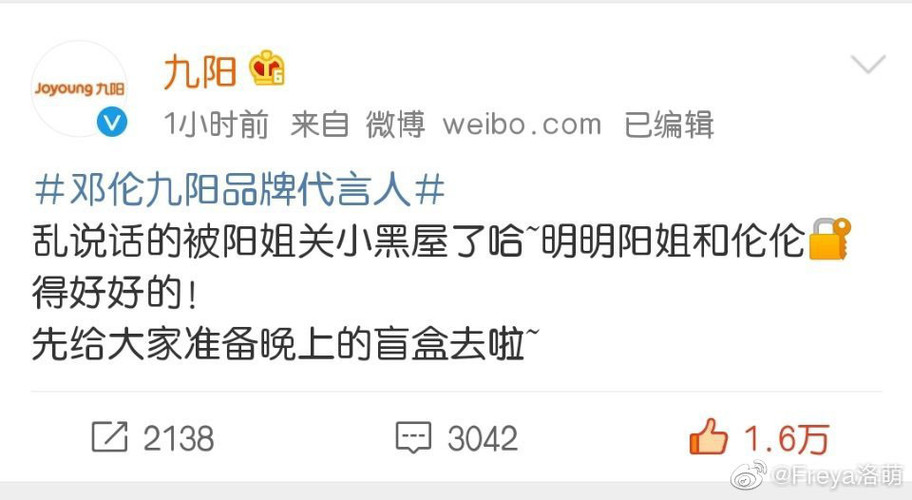 Joyoung 九阳
九阳
6
1小时前 来自 微博 weibo.com 已编辑
#邓伦九阳品牌代言人#
乱说话的被阳姐关小黑屋了哈~明明阳姐和伦伦🔐
得好好的!
先给大家准备晚上的盲盒去啦~
2138
3042
1.6万
@Freya洛萌